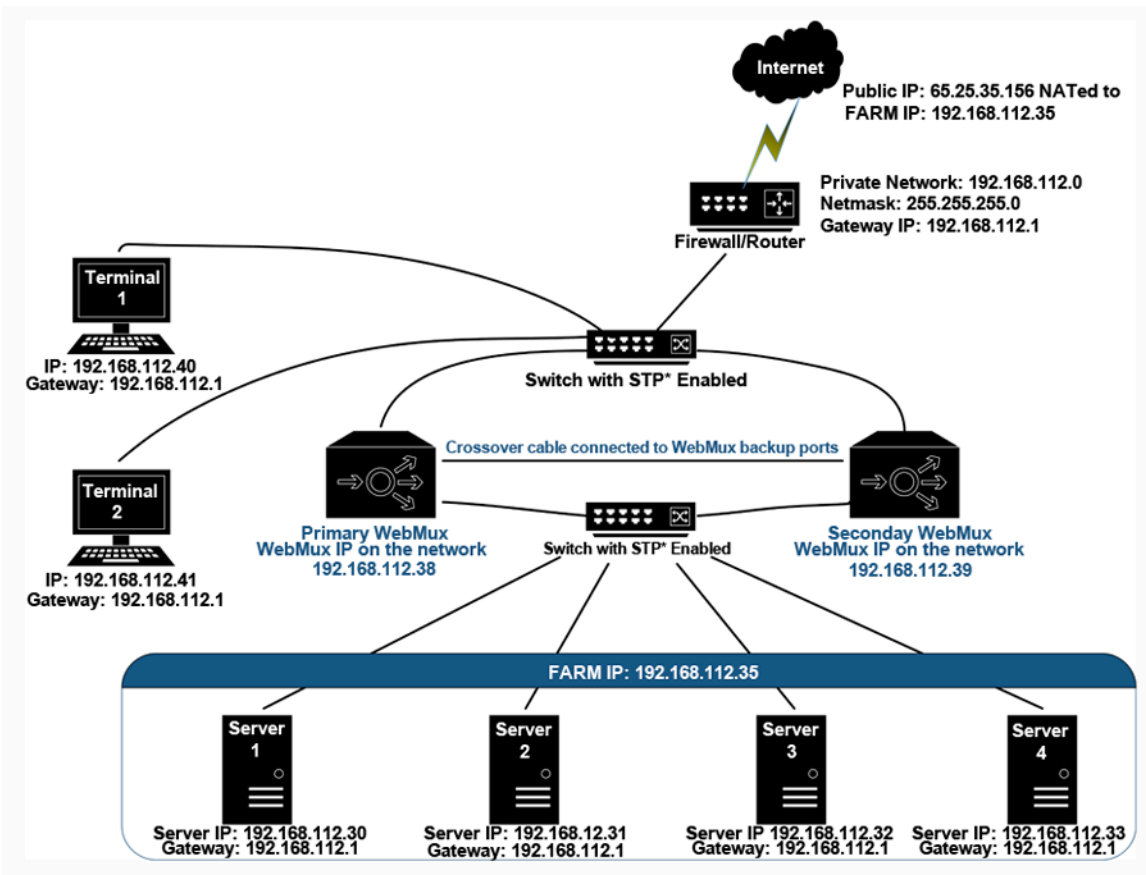 Internet
Public IP: 65.25.35.156 NATed to
FARM IP: 192.168.112.35
Private Network: 192.168.112.0
Netmask: 255.255.255.0
Gateway IP: 192.168.112.1
Firewall/Router
Terminal
1
IP: 192.168.112.40
Gateway: 192.168.112.1
Switch with STP* Enabled
Crossover cable connected to WebMux backup ports
Terminal
2
IP: 192.168.112.41
Gateway: 192.168.112.1
Primary WebMux
WebMux IP on the network
192.168.112.38
Switch with STP* Enabled
Seconday WebMux
WebMux IP on the network
192.168.112.39
FARM IP: 192.168.112.35
Server
1
Server IP: 192.168.112.30
Gateway: 192.168.112.1
Server
2
Server IP: 192.168.12.31
Gateway: 192.168.112.1
Server
3
Server IP 192.168.112.32
Gateway: 192.168.112.1
Server
4
Server IP: 192.168.112.33
Gateway: 192.168.112.1